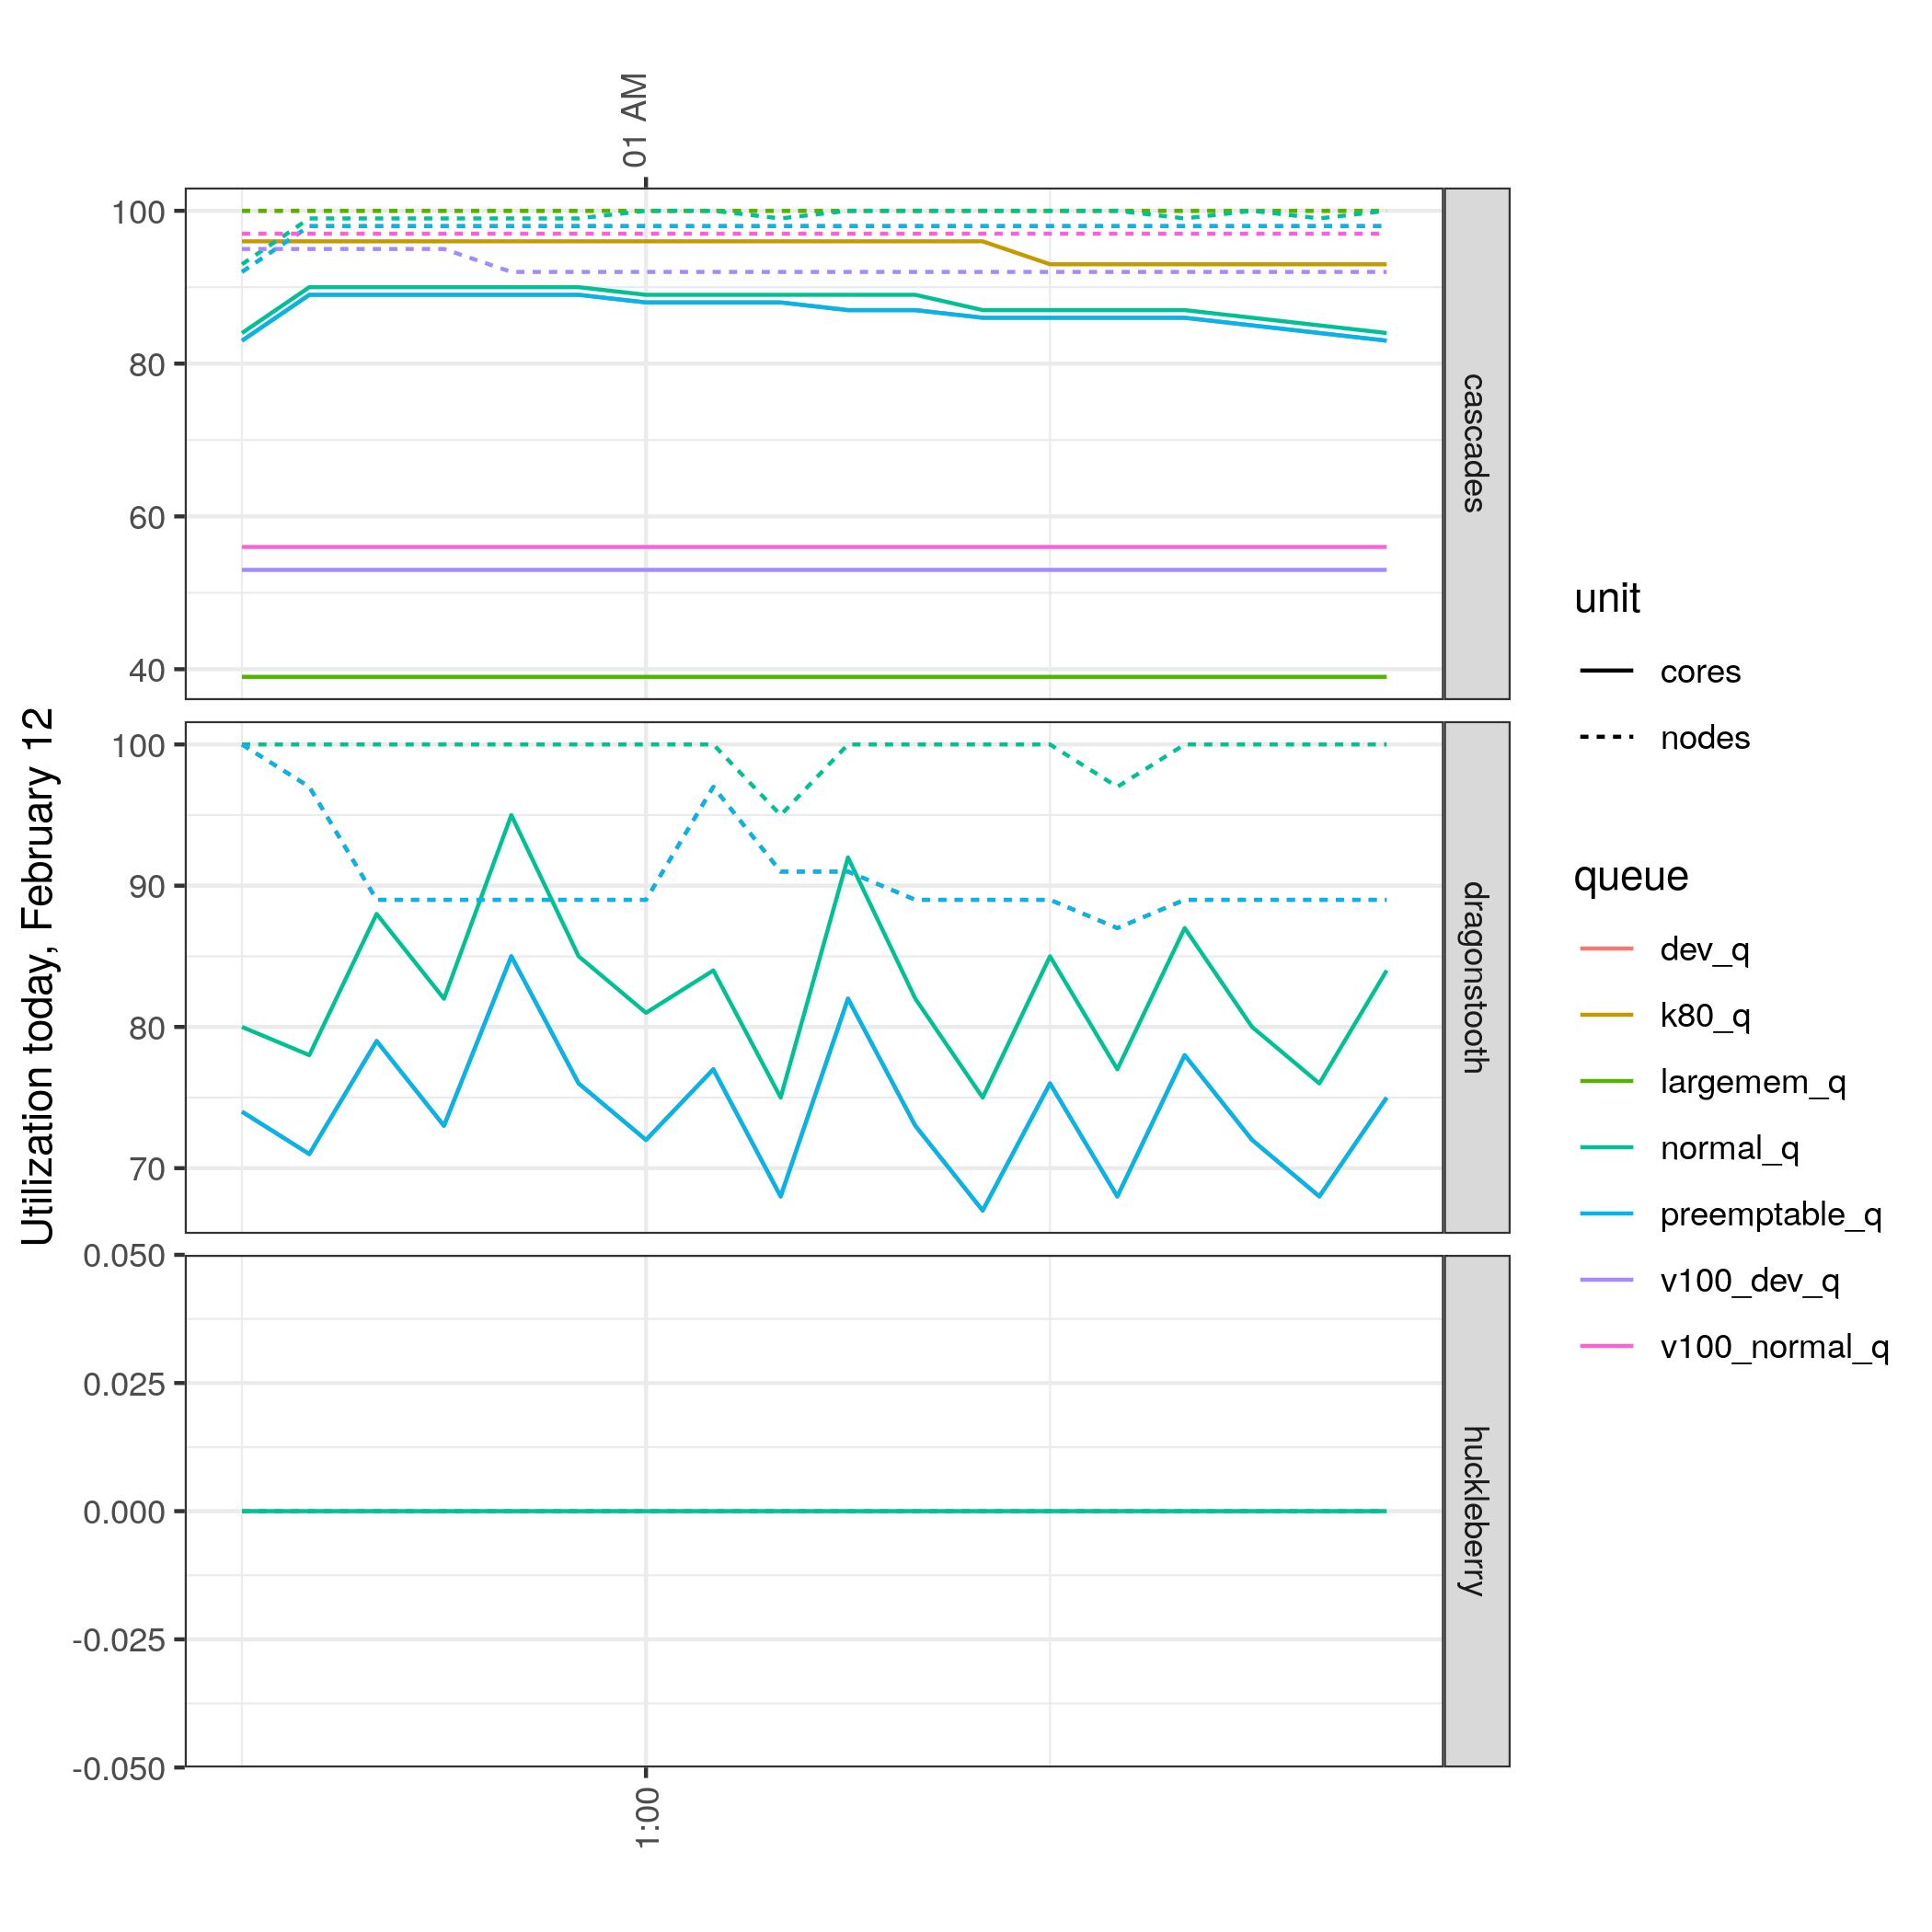 01 AM
Utilization today, February 12
100
80
60
40
cascades
100
90
80
70
dragonstooth
0.050
0.025
0.000
-0.025
-0.050
huckleberry
1:00
unit
cores
nodes
queue
dev_q
k80_q
largemem_q
normal_q
preemptable_q
v100_dev_q
v100_normal_q